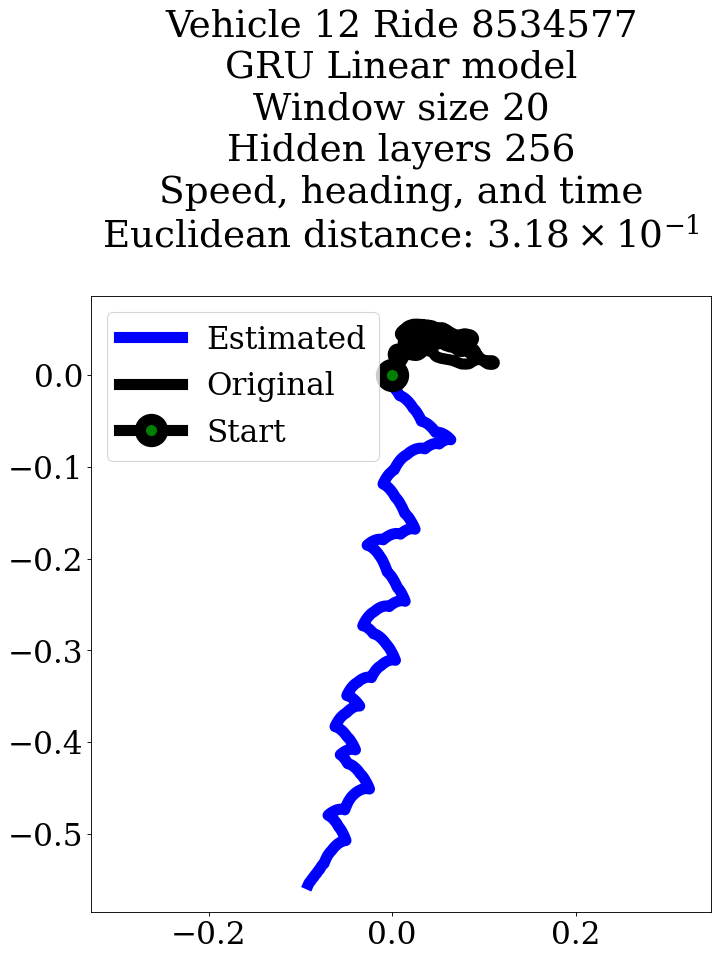 Vehicle 12 Ride 8534577
GRU Linear model
Window size 20
Hidden layers 256
Speed, heading, and time
Euclidean distance: 3.18 × 10⁻¹
Estimated
Original
Start
0.0
−0.1
−0.2
−0.3
−0.4
−0.5
−0.2
0.0
0.2